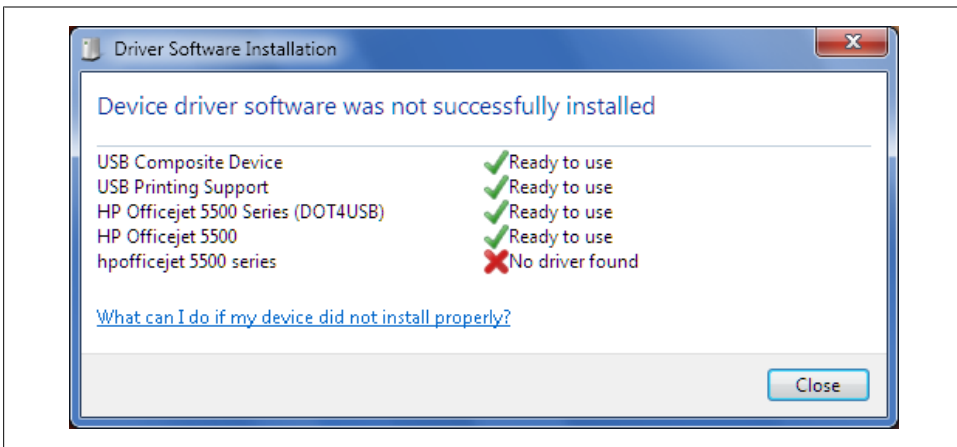 Driver Software Installation
Device driver software was not successfully installed
USB Composite Device Ready to use
USB Printing Support Ready to use
HP Officejet 5500 Series (DOT4USB) Ready to use
HP Officejet 5500 Ready to use
hpofficejet 5500 series No driver found
What can I do if my device did not install properly?
Close